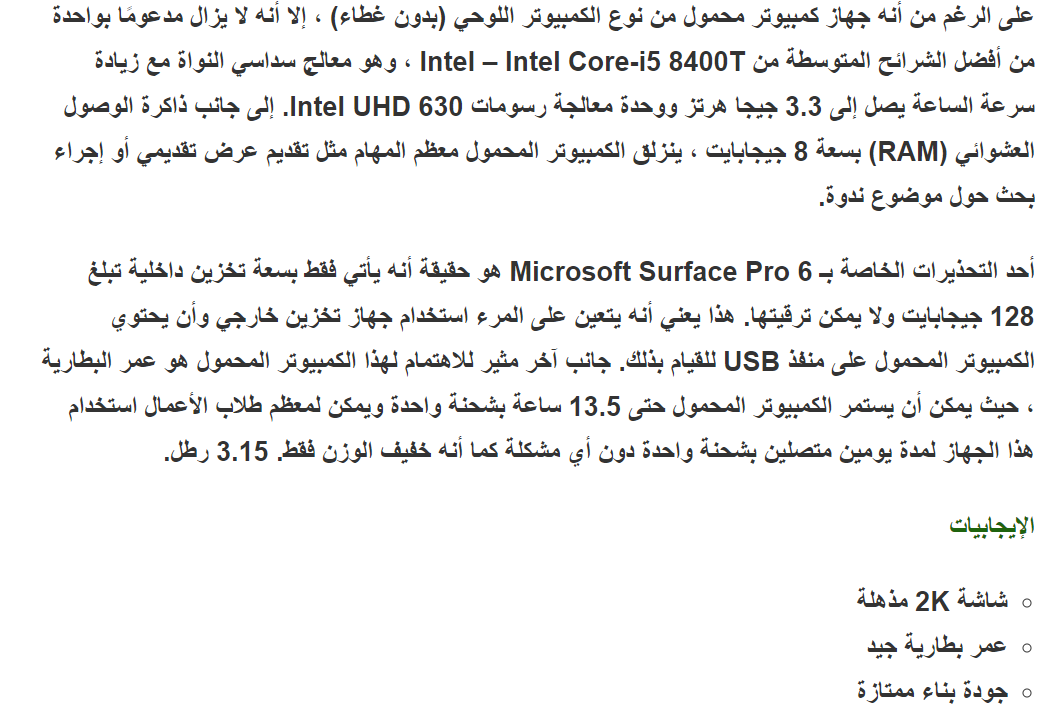 على الرغم من أنه جهاز كمبيوتر محمول من نوع الكمبيوتر اللوحي (بدون غطاء) ، إلا أنه لا يزال مدعومًا بواحدة
من أفضل الشرائح المتوسطة من Intel – Intel Core-i5 8400T ، وهو معالج سداسي النواة مع زيادة
سرعة الساعة يصل إلى 3.3 جيجا هرتز ووحدة معالجة رسومات Intel UHD 630. إلى جانب ذاكرة الوصول
العشوائي (RAM) بسعة 8 جيجابايت ، ينزلق الكمبيوتر المحمول معظم المهام مثل تقديم عرض تقديمي أو إجراء
بحث حول موضوع ندوة.
أحد التحذيرات الخاصة بـ Microsoft Surface Pro 6 هو حقيقة أنه يأتي فقط بسعة تخزين داخلية تبلغ
128 جيجابايت ولا يمكن ترقيتها. هذا يعني أنه يتعين على المرء استخدام جهاز تخزين خارجي وأن يحتوي
الكمبيوتر المحمول على منفذ USB للقيام بذلك. جانب آخر مثير للاهتمام لهذا الكمبيوتر المحمول هو عمر البطارية
، حيث يمكن أن يستمر الكمبيوتر المحمول حتى 13.5 ساعة بشحنة واحدة ويمكن لمعظم طلاب الأعمال استخدام
هذا الجهاز لمدة يومين متصلين بشحنة واحدة دون أي مشكلة كما أنه خفيف الوزن فقط. 3.15 رطل.
الإيجابيات
شاشة 2K مذهلة
عمر بطارية جيد
جودة بناء ممتازة